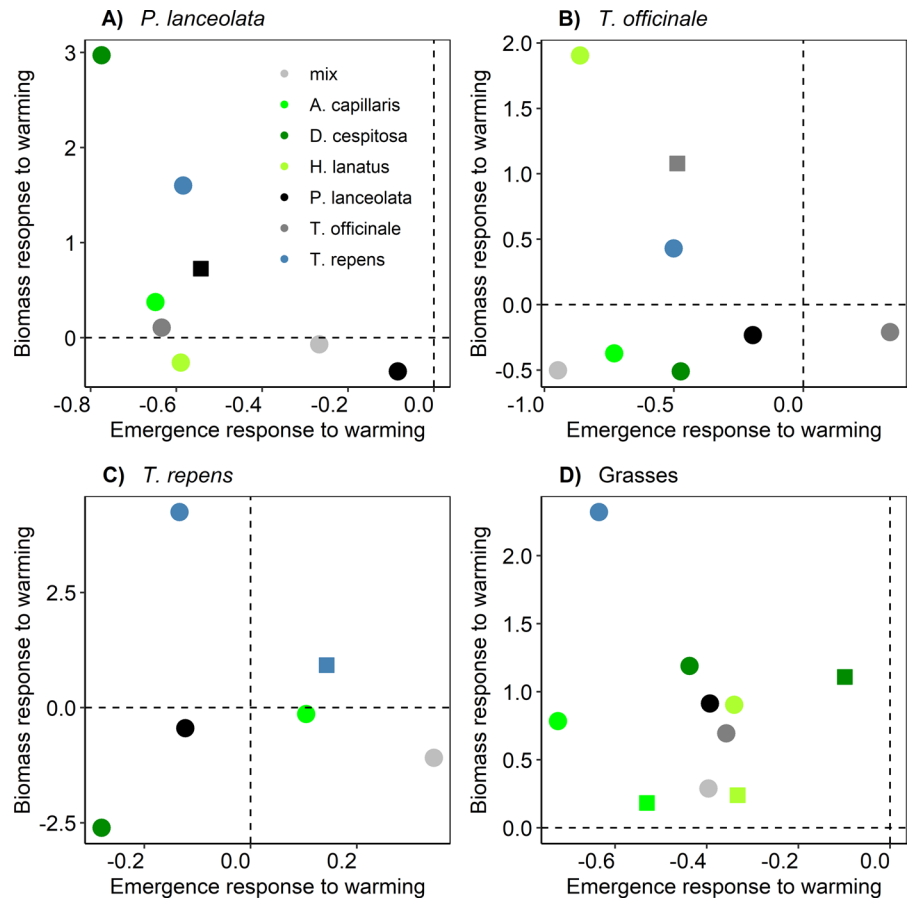 A) P. lanceolata
Biomass resopnse to warming
3
2
1
0
mix
A. capillaris
D. cespitosa
H. lanatus
P. lanceolata
T. officinale
T. repens
-0.8 -0.6 -0.4 -0.2 0.0
Emergence response to warming
B) T. officinale
Biomass response to warming
2.0
1.5
1.0
0.5
0.0
-0.5
-1.0 -0.5 0.0
Emergence response to warming
C) T. repens
Biomass response to warming
2.5
0.0
-2.5
-0.2 0.0 0.2
Emergence response to warming
D) Grasses
Biomass response to warming
2.0
1.5
1.0
0.5
0.0
-0.6 -0.4 -0.2 0.0
Emergence response to warming